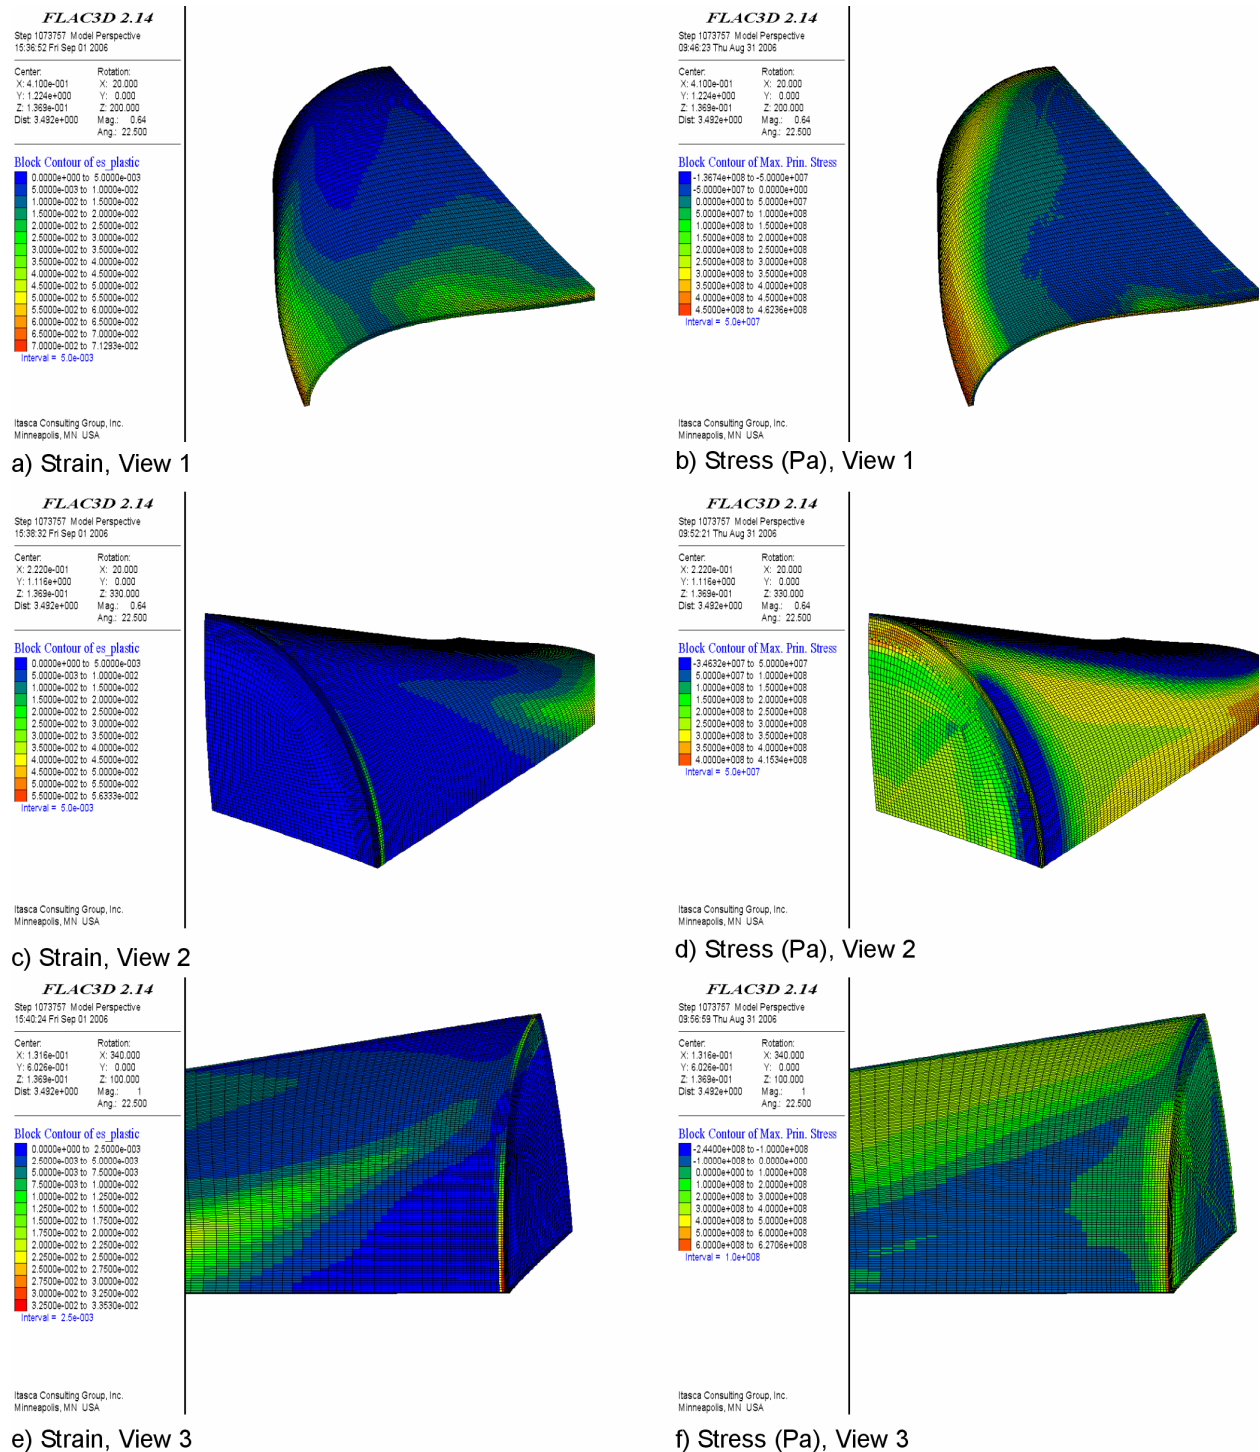 FLAC3D 2.14
Step 1073757 Model Perspective
15:36:52 Fri Sep 01 2006
Center: Rotation:
X: 4.100e-001 X: 20.000
Y: 1.224e+000 Y: 0.000
Z: 1.369e-001 Z: 200.000
Dist: 3.492e+000 Mag.: 0.64
Ang.: 22.500
Block Contour of es_plastic
0.0000e+000 to 5.0000e-003
5.0000e-003 to 1.0000e-002
1.0000e-002 to 1.5000e-002
1.5000e-002 to 2.0000e-002
2.0000e-002 to 2.5000e-002
2.5000e-002 to 3.0000e-002
3.0000e-002 to 3.5000e-002
3.5000e-002 to 4.0000e-002
4.0000e-002 to 4.5000e-002
4.5000e-002 to 5.0000e-002
5.0000e-002 to 5.5000e-002
5.5000e-002 to 6.0000e-002
6.0000e-002 to 6.5000e-002
6.5000e-002 to 7.0000e-002
7.0000e-002 to 7.1293e-002
Interval = 5.0e-003
Itasca Consulting Group, Inc.
Minneapolis, MN USA
a) Strain, View 1
FLAC3D 2.14
Step 1073757 Model Perspective
09:46:23 Thu Aug 31 2006
Center: Rotation:
X: 4.100e-001 X: 20.000
Y: 1.224e+000 Y: 0.000
Z: 1.369e-001 Z: 200.000
Dist: 3.492e+000 Mag.: 0.64
Ang.: 22.500
Block Contour of Max. Prin. Stress
-1.3674e+008 to -5.0000e+007
-5.0000e+007 to 0.0000e+000
0.0000e+000 to 5.0000e+007
5.0000e+007 to 1.0000e+008
1.0000e+008 to 1.5000e+008
1.5000e+008 to 2.0000e+008
2.0000e+008 to 2.5000e+008
2.5000e+008 to 3.0000e+008
3.0000e+008 to 3.5000e+008
3.5000e+008 to 4.0000e+008
4.0000e+008 to 4.5000e+008
4.5000e+008 to 4.6236e+008
Interval = 5.0e+007
Itasca Consulting Group, Inc.
Minneapolis, MN USA
b) Stress (Pa), View 1
FLAC3D 2.14
Step 1073757 Model Perspective
15:38:32 Fri Sep 01 2006
Center: Rotation:
X: 2.220e-001 X: 20.000
Y: 1.116e+000 Y: 0.000
Z: 1.369e-001 Z: 330.000
Dist: 3.492e+000 Mag.: 0.64
Ang.: 22.500
Block Contour of es_plastic
0.0000e+000 to 5.0000e-003
5.0000e-003 to 1.0000e-002
1.0000e-002 to 1.5000e-002
1.5000e-002 to 2.0000e-002
2.0000e-002 to 2.5000e-002
2.5000e-002 to 3.0000e-002
3.0000e-002 to 3.5000e-002
3.5000e-002 to 4.0000e-002
4.0000e-002 to 4.5000e-002
4.5000e-002 to 5.0000e-002
5.0000e-002 to 5.5000e-002
5.5000e-002 to 5.6333e-002
Interval = 5.0e-003
Itasca Consulting Group, Inc.
Minneapolis, MN USA
c) Strain, View 2
FLAC3D 2.14
Step 1073757 Model Perspective
09:52:21 Thu Aug 31 2006
Center: Rotation:
X: 2.220e-001 X: 20.000
Y: 1.116e+000 Y: 0.000
Z: 1.369e-001 Z: 330.000
Dist: 3.492e+000 Mag.: 0.64
Ang.: 22.500
Block Contour of Max. Prin. Stress
-3.4632e+007 to 5.0000e+007
5.0000e+007 to 1.0000e+008
1.0000e+008 to 1.5000e+008
1.5000e+008 to 2.0000e+008
2.0000e+008 to 2.5000e+008
2.5000e+008 to 3.0000e+008
3.0000e+008 to 3.5000e+008
3.5000e+008 to 4.0000e+008
4.0000e+008 to 4.1534e+008
Interval = 5.0e+007
Itasca Consulting Group, Inc.
Minneapolis, MN USA
d) Stress (Pa), View 2
FLAC3D 2.14
Step 1073757 Model Perspective
15:40:24 Fri Sep 01 2006
Center: Rotation:
X: 1.316e-001 X: 340.000
Y: 6.026e-001 Y: 0.000
Z: 1.369e-001 Z: 100.000
Dist: 3.492e+000 Mag.: 1
Ang.: 22.500
Block Contour of es_plastic
0.0000e+000 to 2.5000e-003
2.5000e-003 to 5.0000e-003
5.0000e-003 to 7.5000e-003
7.5000e-003 to 1.0000e-002
1.0000e-002 to 1.2500e-002
1.2500e-002 to 1.5000e-002
1.5000e-002 to 1.7500e-002
1.7500e-002 to 2.0000e-002
2.0000e-002 to 2.2500e-002
2.2500e-002 to 2.5000e-002
2.5000e-002 to 2.7500e-002
2.7500e-002 to 3.0000e-002
3.0000e-002 to 3.2500e-002
3.2500e-002 to 3.3530e-002
Interval = 2.5e-003
Itasca Consulting Group, Inc.
Minneapolis, MN USA
e) Strain, View 3
FLAC3D 2.14
Step 1073757 Model Perspective
09:56:59 Thu Aug 31 2006
Center: Rotation:
X: 1.316e-001 X: 340.000
Y: 6.026e-001 Y: 0.000
Z: 1.369e-001 Z: 100.000
Dist: 3.492e+000 Mag.: 1
Ang.: 22.500
Block Contour of Max. Prin. Stress
-2.4400e+008 to -1.0000e+008
-1.0000e+008 to 0.0000e+000
0.0000e+000 to 1.0000e+008
1.0000e+008 to 2.0000e+008
2.0000e+008 to 3.0000e+008
3.0000e+008 to 4.0000e+008
4.0000e+008 to 5.0000e+008
5.0000e+008 to 6.0000e+008
6.0000e+008 to 6.2706e+008
Interval = 1.0e+008
Itasca Consulting Group, Inc.
Minneapolis, MN USA
f) Stress (Pa), View 3